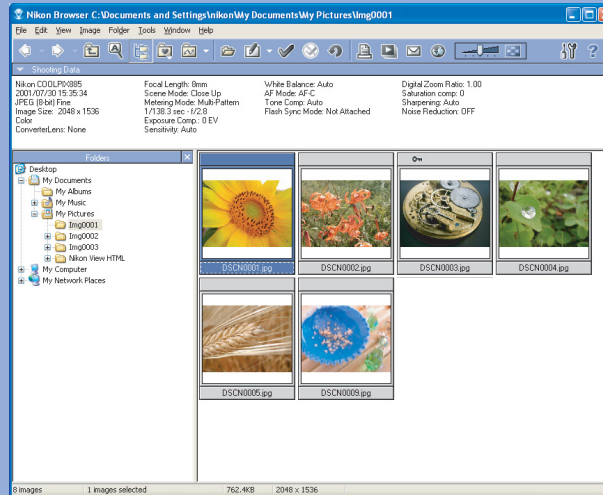 Nikon Browser C:\Documents and Settings\nikon\My Documents\My Pictures\Img0001
File Edit View Image Folder Tools Window Help
Shooting Data
Nikon COOLPIX885
2001/07/30 15:35:34
JPEG (8-bit) Fine
Image Size: 2048 x 1536
Color
ConverterLens: None
Focal Length: 8mm
Scene Mode: Close Up
Metering Mode: Multi-Pattern
1/138.3 sec - f/2.8
Exposure Comp.: 0 EV
Sensitivity: Auto
White Balance: Auto
AF Mode: AF-C
Tone Comp: Auto
Flash Sync Mode: Not Attached
Digital Zoom Ratio: 1.00
Saturation comp: 0
Sharpening: Auto
Noise Reduction: OFF
Folders
Desktop
My Documents
My Albums
My Music
My Pictures
Img0001
Img0002
Img0003
Nikon View HTML
My Computer
My Network Places
DSCN0001.jpg
DSCN0002.jpg
DSCN0003.jpg
DSCN0004.jpg
DSCN0005.jpg
DSCN0009.jpg
8 images
1 images selected
762.4KB
2048 x 1536